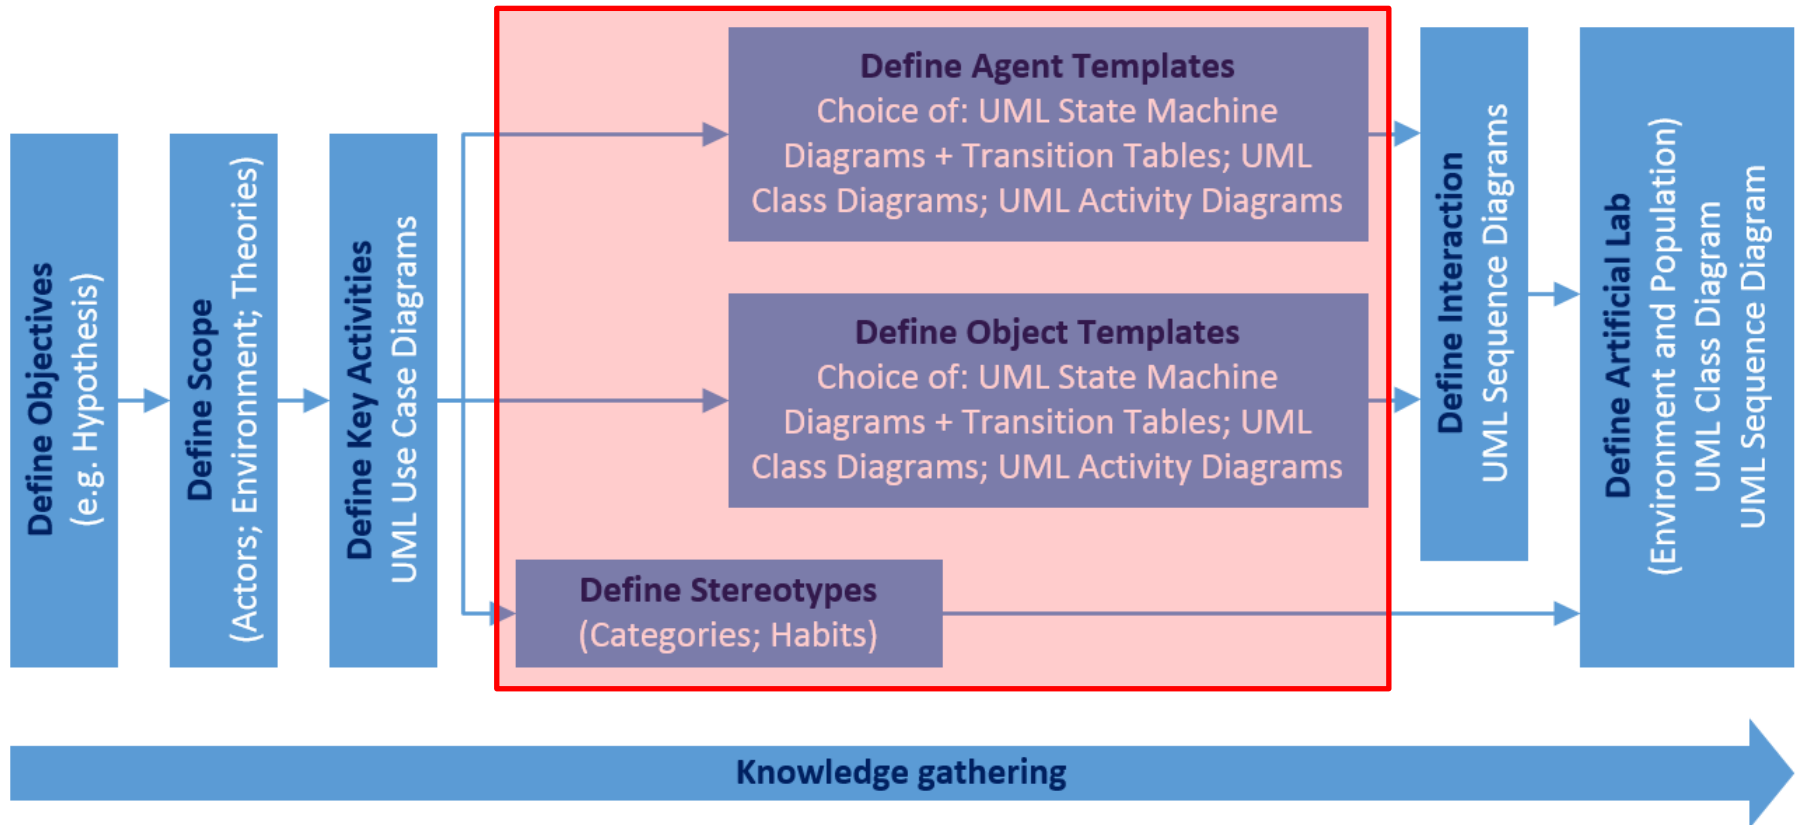 Define Objectives
(e.g. Hypothesis)
Define Scope
(Actors; Environment; Theories)
Define Key Activities
UML Use Case Diagrams
Define Agent Templates
Choice of: UML State Machine
Diagrams + Transition Tables; UML
Class Diagrams; UML Activity Diagrams
Define Object Templates
Choice of: UML State Machine
Diagrams + Transition Tables; UML
Class Diagrams; UML Activity Diagrams
Define Stereotypes
(Categories; Habits)
Define Interaction
UML Sequence Diagrams
Define Artificial Lab
(Environment and Population)
UML Class Diagram
UML Sequence Diagram
Knowledge gathering